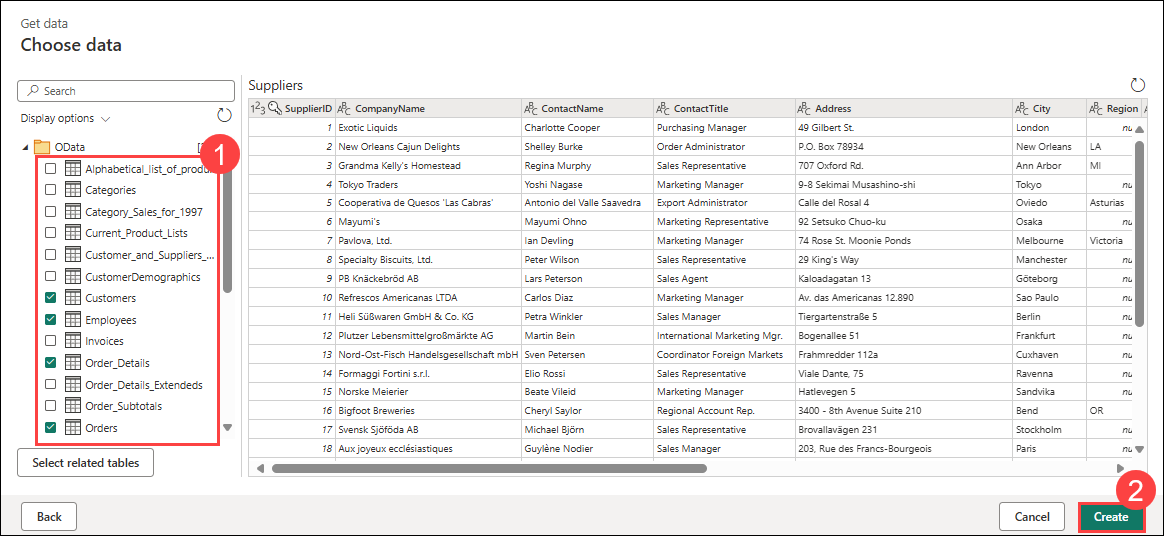 Get data
Choose data
Search
Display options
OData
1
Alphabetical_list_of_produ...
Categories
Category_Sales_for_1997
Current_Product_Lists
Customer_and_Suppliers_...
CustomerDemographics
Customers
Employees
Invoices
Order_Details
Order_Details_Extendeds
Order_Subtotals
Orders
Select related tables
Suppliers
1²3 SupplierID ABC CompanyName ABC ContactName ABC ContactTitle ABC Address ABC City ABC Region
1 Exotic Liquids Charlotte Cooper Purchasing Manager 49 Gilbert St. London nu
2 New Orleans Cajun Delights Shelley Burke Order Administrator P.O. Box 78934 New Orleans LA
3 Grandma Kelly's Homestead Regina Murphy Sales Representative 707 Oxford Rd. Ann Arbor MI
4 Tokyo Traders Yoshi Nagase Marketing Manager 9-8 Sekimai Musashino-shi Tokyo nu
5 Cooperativa de Quesos 'Las Cabras' Antonio del Valle Saavedra Export Administrator Calle del Rosal 4 Oviedo Asturias
6 Mayumi's Mayumi Ohno Marketing Representative 92 Setsuko Chuo-ku Osaka nu
7 Pavlova, Ltd. Ian Devling Marketing Manager 74 Rose St. Moonie Ponds Melbourne Victoria
8 Specialty Biscuits, Ltd. Peter Wilson Sales Representative 29 King's Way Manchester nu
9 PB Knäckebröd AB Lars Peterson Sales Agent Kaloadagatan 13 Göteborg nu
10 Refrescos Americanas LTDA Carlos Diaz Marketing Manager Av. das Americanas 12.890 Sao Paulo nu
11 Heli Süßwaren GmbH & Co. KG Petra Winkler Sales Manager Tiergartenstraße 5 Berlin nu
12 Plutzer Lebensmittelgroßmärkte AG Martin Bein International Marketing Mgr. Bogenallee 51 Frankfurt nu
13 Nord-Ost-Fisch Handelsgesellschaft mbH Sven Petersen Coordinator Foreign Markets Frahmredder 112a Cuxhaven nu
14 Formaggi Fortini s.r.l. Elio Rossi Sales Representative Viale Dante, 75 Ravenna nu
15 Norske Meierier Beate Vileid Marketing Manager Hatlevegen 5 Sandvika nu
16 Bigfoot Breweries Cheryl Saylor Regional Account Rep. 3400 - 8th Avenue Suite 210 Bend OR
17 Svensk Sjöföda AB Michael Björn Sales Representative Brovallavägen 231 Stockholm nu
18 Aux joyeux ecclésiastiques Guylène Nodier Sales Manager 203, Rue des Francs-Bourgeois Paris nu
2
Back
Cancel
Create